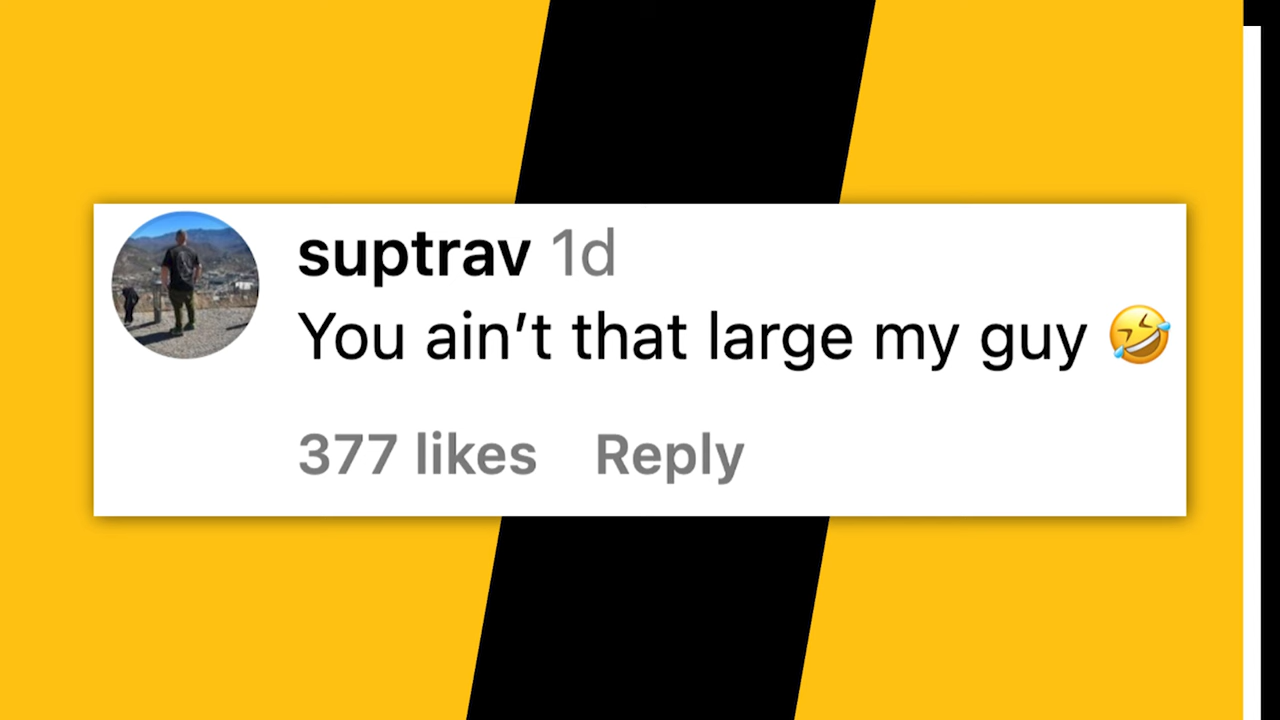 suptrav 1d
You ain’t that large my guy 🤣
377 likes Reply